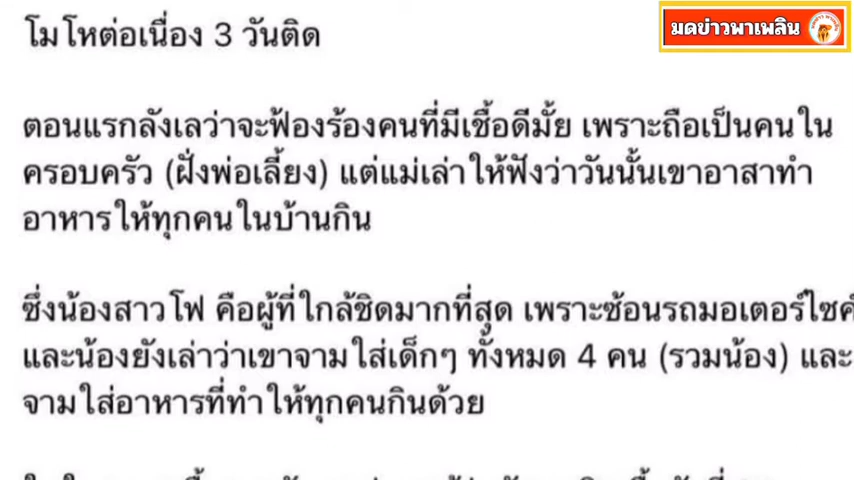 โมโหต่อเนื่อง 3 วันติด
มดข่าวพาเพลิน
ตอนแรกลังเลว่าจะฟ้องร้องคนที่มีเชื้อดีมั้ย เพราะถือเป็นคนใน
ครอบครัว (ฝั่งพ่อเลี้ยง) แต่แม่เล่าให้ฟังว่าวันนั้นเขาอาสาทำ
อาหารให้ทุกคนในบ้านกิน
ซึ่งน้องสาวโฟ คือผู้ที่ใกล้ชิดมากที่สุด เพราะซ้อนรถมอเตอร์ไซค์
และน้องยังเล่าว่าเขาจามใส่เด็กๆ ทั้งหมด 4 คน (รวมน้อง) และ
จามใส่อาหารที่ทำให้ทุกคนกินด้วย